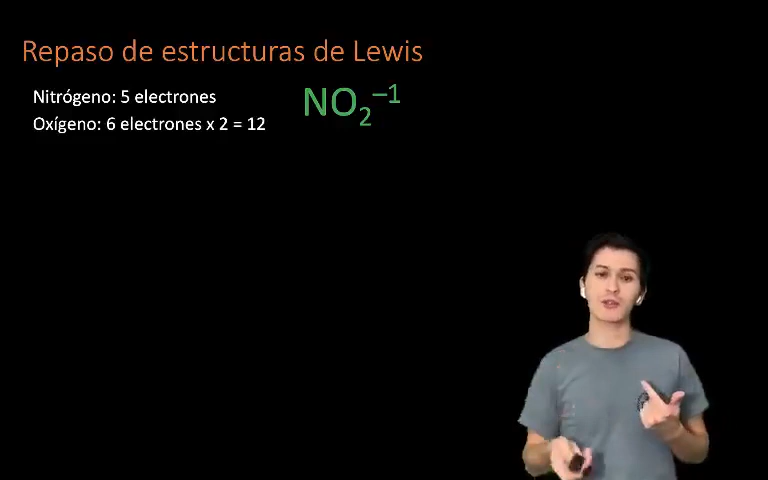 Repaso de estructuras de Lewis
Nitrógeno: 5 electrones
Oxígeno: 6 electrones x 2 = 12
NO₂⁻¹